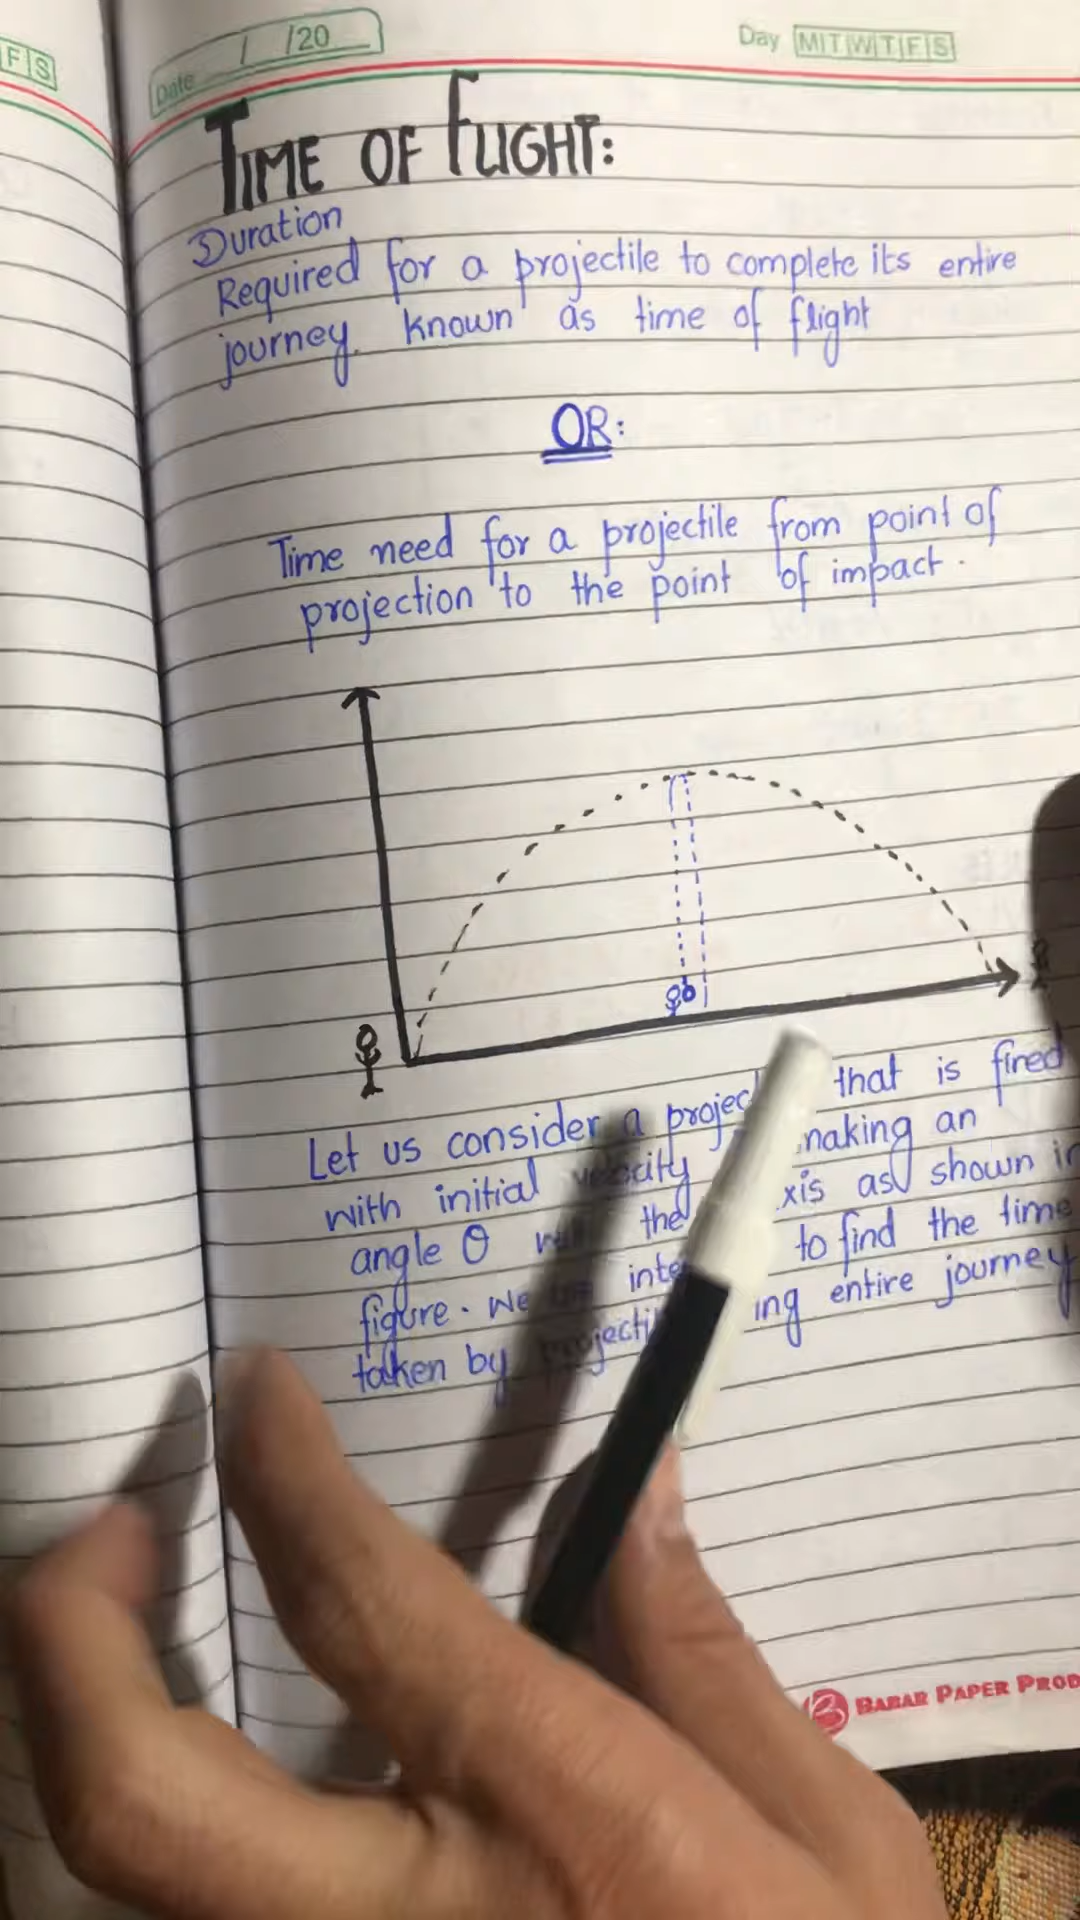 F S
Date / /20
Day M T W T F S
TIME OF FLIGHT:
Duration
Required for a projectile to complete its entire
journey. known as time of flight
OR:
Time need for a projectile from point of
projection to the point of impact.
Let us consider a that is fired
with initial making an
angle θ the as shown in
figure. We to find the time
taken by entire journey
BABAR PAPER PROD